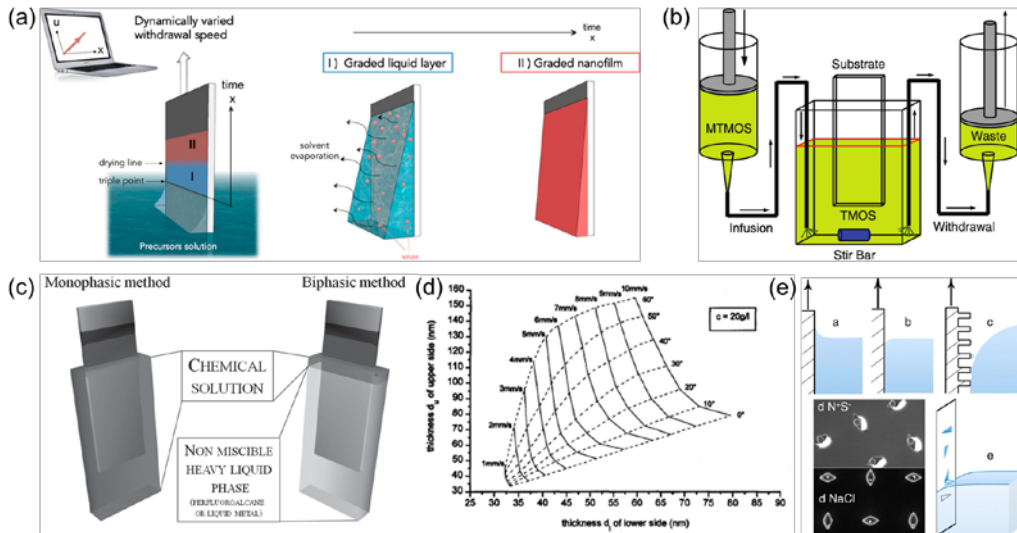 (a)
u
x
Dynamically varied
withdrawal speed
time
x
I ) Graded liquid layer
II ) Graded nanofilm
time
x
II
drying line
I
triple point
Precursors solution
solvent
evaporation
solute
(b)
Substrate
MTMOS
Waste
TMOS
Infusion
Withdrawal
Stir Bar
(c)
Monophasic method
Biphasic method
CHEMICAL
SOLUTION
NON MISCIBLE
HEAVY LIQUID
PHASE
(PERFLUOROALCANE
OR LIQUID METAL)
(d)
thickness d_u of upper side (nm)
160
150
140
130
120
110
100
90
80
70
60
50
40
30
1mm/s
2mm/s
3mm/s
4mm/s
5mm/s
6mm/s
7mm/s
8mm/s
9mm/s
10mm/s
60°
50°
40°
30°
20°
10°
0°
c = 20g/l
25 30 35 40 45 50 55 60 65 70 75 80 85 90
thickness d_l of lower side (nm)
(e)
a
b
c
d N⁺S⁻
d NaCl
e